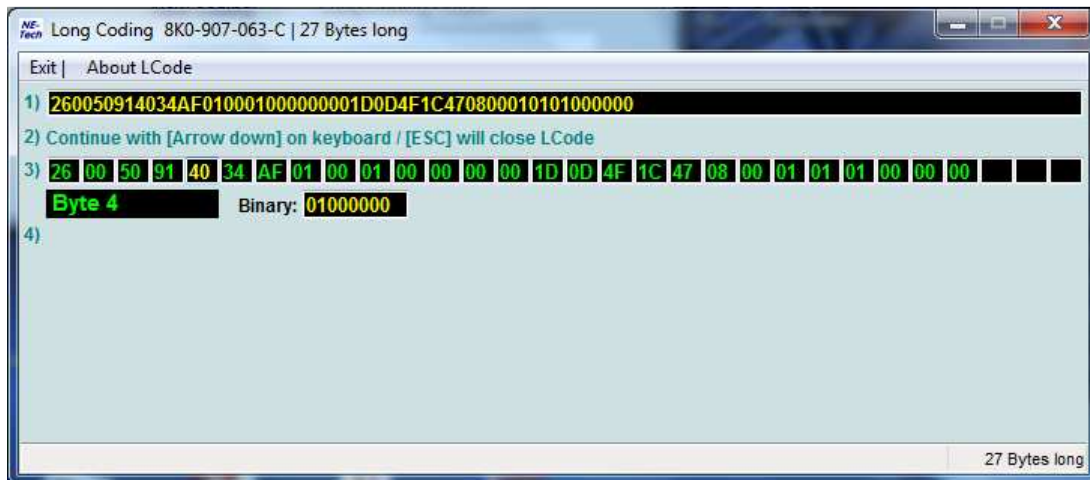 NE-Tech Long Coding 8K0-907-063-C | 27 Bytes long
Exit | About LCode
1) 260050914034AF010001000000001D0D4F1C470800010101000000
2) Continue with [Arrow down] on keyboard / [ESC] will close LCode
3) 26 00 50 91 40 34 AF 01 00 01 00 00 00 00 1D 0D 4F 1C 47 08 00 01 01 01 00 00 00
Byte 4 Binary: 01000000
4)
27 Bytes long